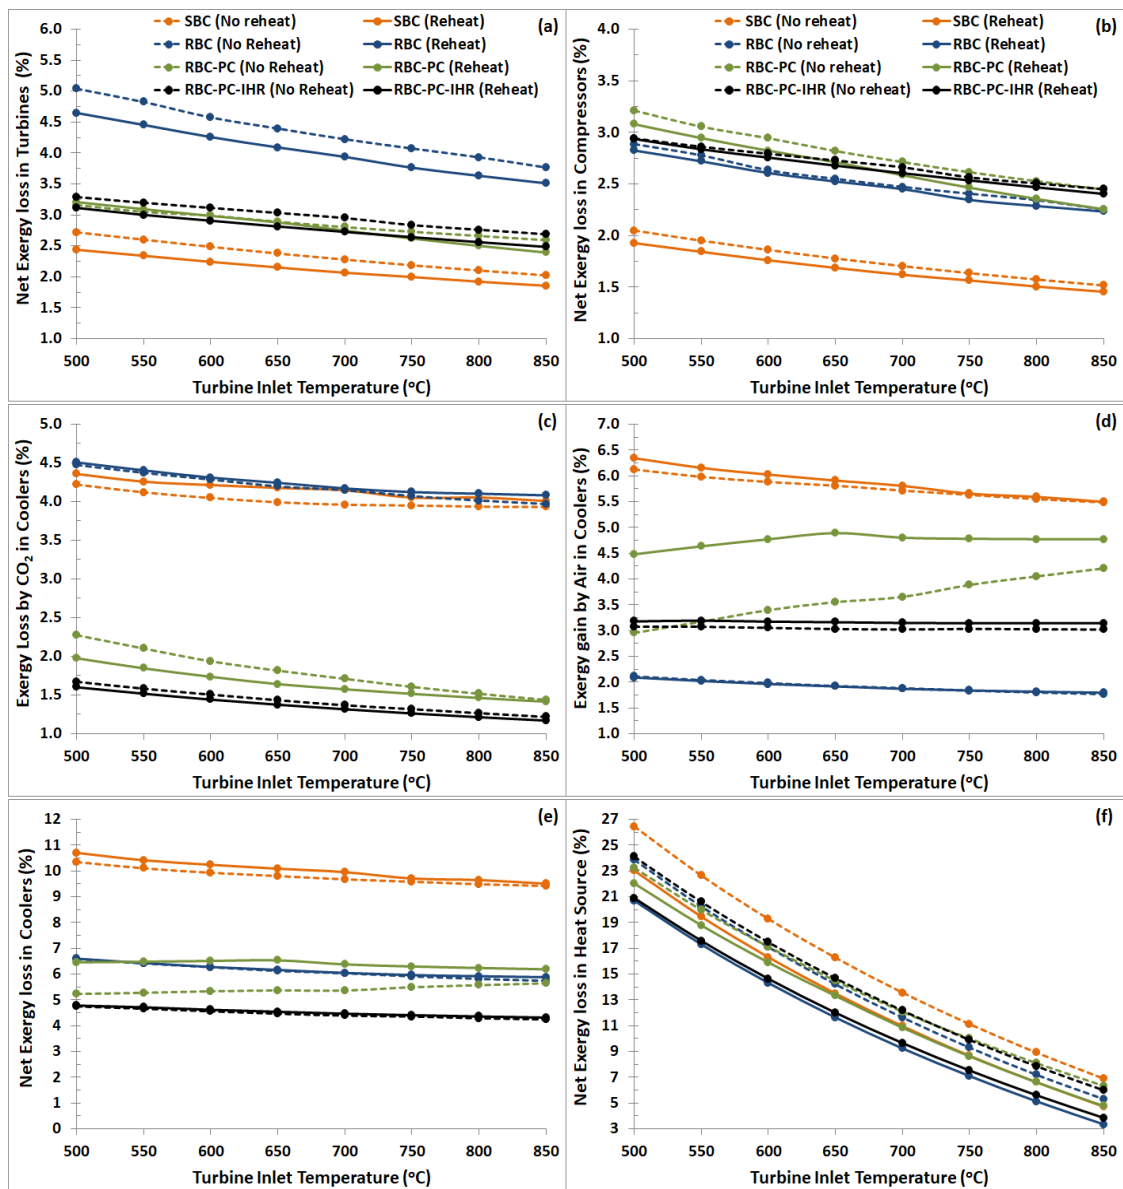 SBC (No reheat) SBC (Reheat)
RBC (No Reheat) RBC (Reheat)
RBC-PC (No Reheat) RBC-PC (Reheat)
RBC-PC-IHR (No Reheat) RBC-PC-IHR (Reheat)
(a)
Net Exergy loss in Turbines (%)
6.0
5.5
5.0
4.5
4.0
3.5
3.0
2.5
2.0
1.5
1.0
500 550 600 650 700 750 800 850
Turbine Inlet Temperature (°C)
SBC (No reheat) SBC (Reheat)
RBC (No reheat) RBC (Reheat)
RBC-PC (No reheat) RBC-PC (Reheat)
RBC-PC-IHR (No reheat) RBC-PC-IHR (Reheat)
(b)
Net Exergy loss in Compressors (%)
4.0
3.5
3.0
2.5
2.0
1.5
1.0
500 550 600 650 700 750 800 850
Turbine Inlet Temperature (°C)
(c)
Exergy Loss by CO₂ in Coolers (%)
5.0
4.5
4.0
3.5
3.0
2.5
2.0
1.5
1.0
500 550 600 650 700 750 800 850
Turbine Inlet Temperature (°C)
(d)
Exergy gain by Air in Coolers (%)
7.0
6.5
6.0
5.5
5.0
4.5
4.0
3.5
3.0
2.5
2.0
1.5
1.0
500 550 600 650 700 750 800 850
Turbine Inlet Temperature (°C)
(e)
Net Exergy loss in Coolers (%)
12
11
10
9
8
7
6
5
4
3
2
1
0
500 550 600 650 700 750 800 850
Turbine Inlet Temperature (°C)
(f)
Net Exergy loss in Heat Source (%)
27
25
23
21
19
17
15
13
11
9
7
5
3
500 550 600 650 700 750 800 850
Turbine Inlet Temperature (°C)